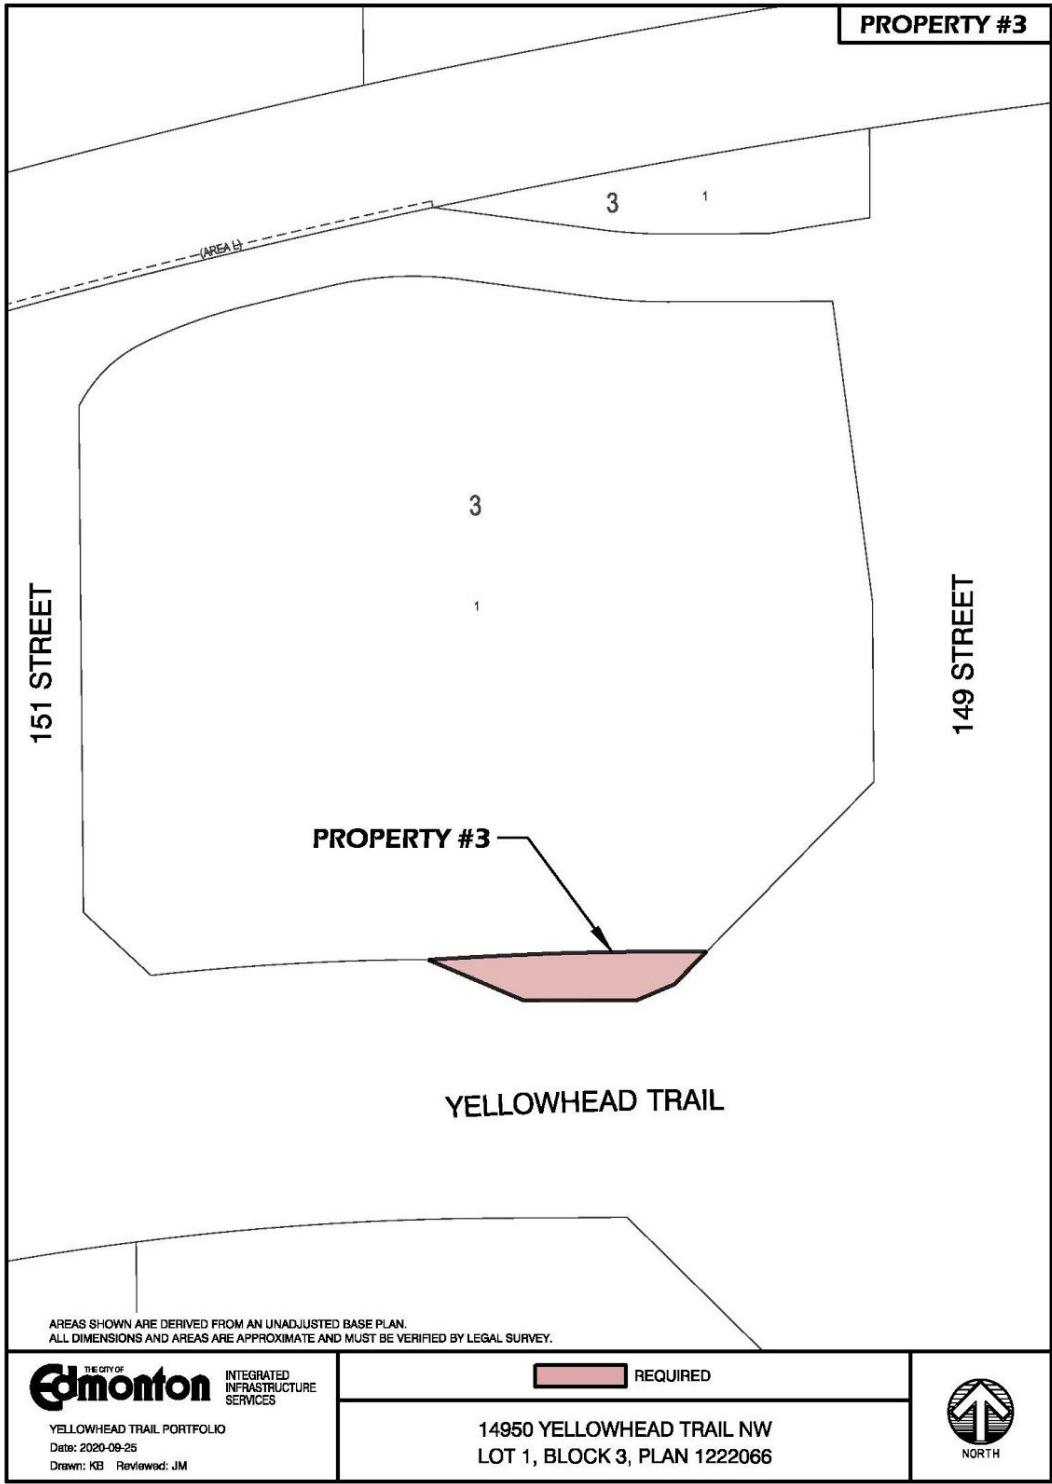 PROPERTY #3
3
1
(AREA L)
3
1
151 STREET
149 STREET
PROPERTY #3
YELLOWHEAD TRAIL
AREAS SHOWN ARE DERIVED FROM AN UNADJUSTED BASE PLAN.
ALL DIMENSIONS AND AREAS ARE APPROXIMATE AND MUST BE VERIFIED BY LEGAL SURVEY.
THE CITY OF
Edmonton
INTEGRATED
INFRASTRUCTURE
SERVICES
YELLOWHEAD TRAIL PORTFOLIO
Date: 2020-09-25
Drawn: KB Reviewed: JM
REQUIRED
14950 YELLOWHEAD TRAIL NW
LOT 1, BLOCK 3, PLAN 1222066
NORTH